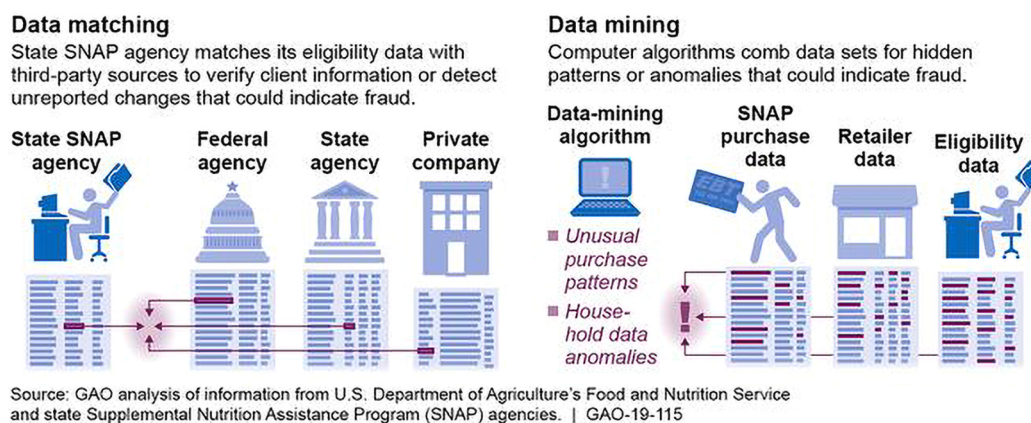 Data matching
State SNAP agency matches its eligibility data with
third-party sources to verify client information or detect
unreported changes that could indicate fraud.
State SNAP
agency
Federal
agency
State
agency
Private
company
Data mining
Computer algorithms comb data sets for hidden
patterns or anomalies that could indicate fraud.
Data-mining
algorithm
SNAP
purchase
data
Retailer
data
Eligibility
data
!
EBT
Unusual
purchase
patterns
House-
hold data
anomalies
!
Source: GAO analysis of information from U.S. Department of Agriculture's Food and Nutrition Service
and state Supplemental Nutrition Assistance Program (SNAP) agencies. | GAO-19-115